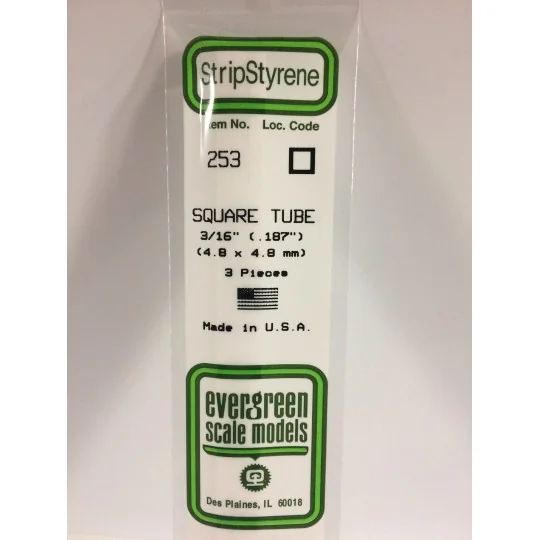 StripStyrene
Item No. Loc. Code
253
SQUARE TUBE
3/16" (.187")
(4.8 x 4.8 mm)
3 Pieces
Made in U.S.A.
evergreen
scale models
Des Plaines, IL 60018